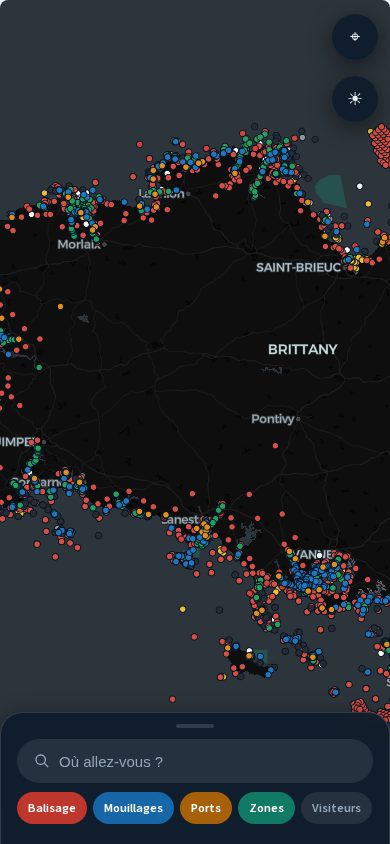 Morlaix
SAINT-BRIEUC
BRITTANY
Pontivy
Où allez-vous ?
Balisage
Mouillages
Ports
Zones
Visiteurs